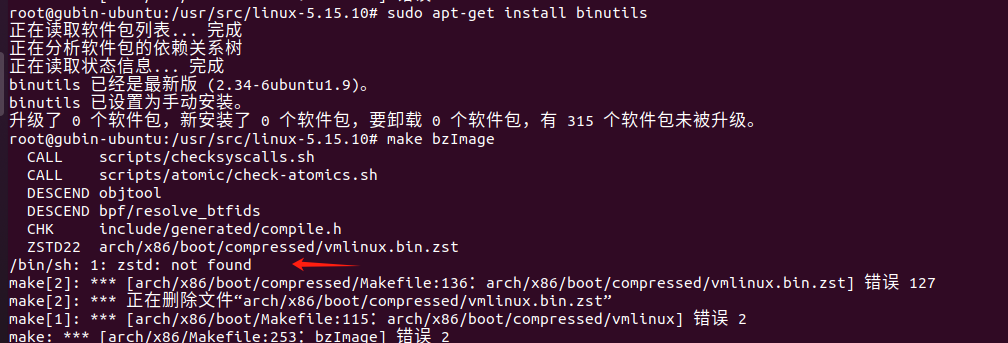 root@gubin-ubuntu:/usr/src/linux-5.15.10# sudo apt-get install binutils
正在读取软件包列表... 完成
正在分析软件包的依赖关系树
正在读取状态信息... 完成
binutils 已经是最新版 (2.34-6ubuntu1.9)。
binutils 已设置为手动安装。
升级了 0 个软件包，新安装了 0 个软件包，要卸载 0 个软件包，有 315 个软件包未被升级。
root@gubin-ubuntu:/usr/src/linux-5.15.10# make bzImage
  CALL    scripts/checksyscalls.sh
  CALL    scripts/atomic/check-atomics.sh
  DESCEND objtool
  DESCEND bpf/resolve_btfids
  CHK     include/generated/compile.h
  ZSTD22  arch/x86/boot/compressed/vmlinux.bin.zst
/bin/sh: 1: zstd: not found
make[2]: *** [arch/x86/boot/compressed/Makefile:136：arch/x86/boot/compressed/vmlinux.bin.zst] 错误 127
make[2]: *** 正在删除文件“arch/x86/boot/compressed/vmlinux.bin.zst”
make[1]: *** [arch/x86/boot/Makefile:115：arch/x86/boot/compressed/vmlinux] 错误 2
make: *** [arch/x86/Makefile:253：bzImage] 错误 2